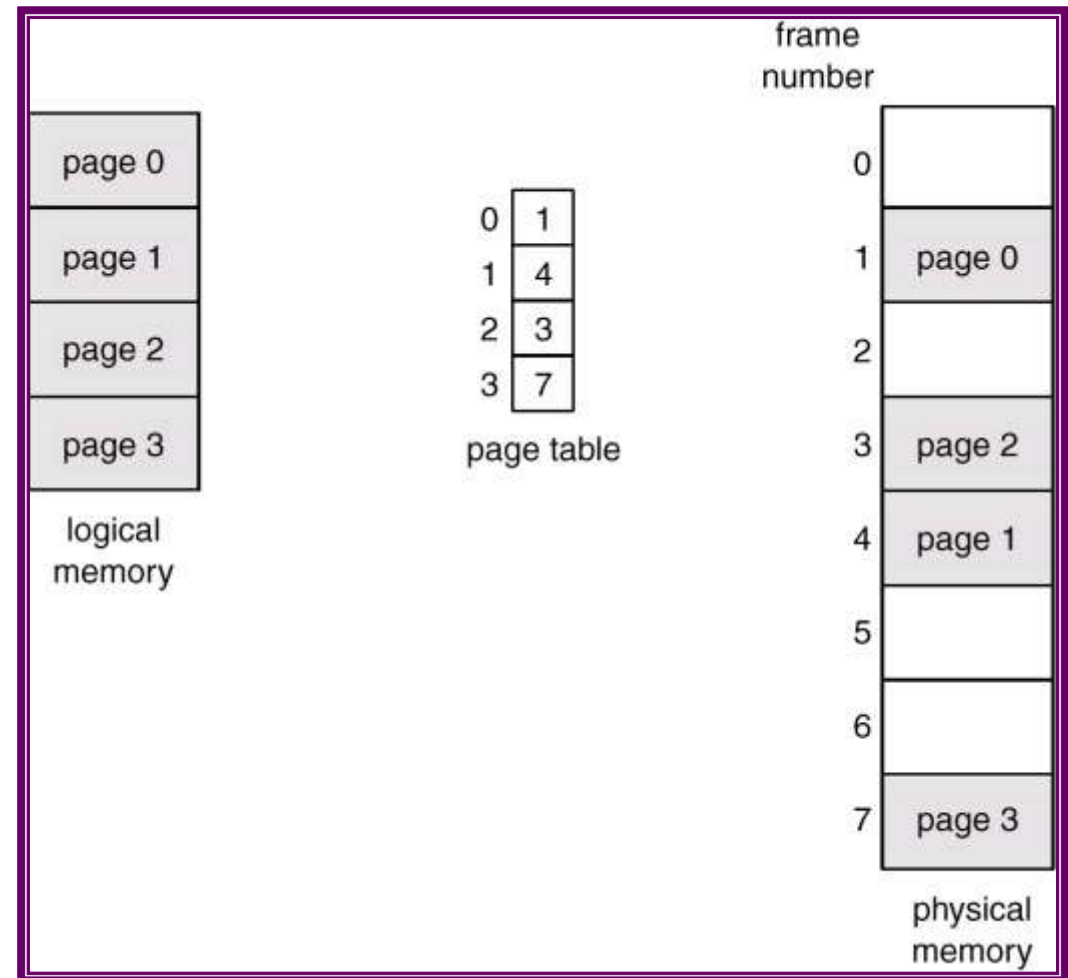 page 0
page 1
page 2
page 3
logical
memory
0 1
1 4
2 3
3 7
page table
frame
number
0
1 page 0
2
3 page 2
4 page 1
5
6
7 page 3
physical
memory